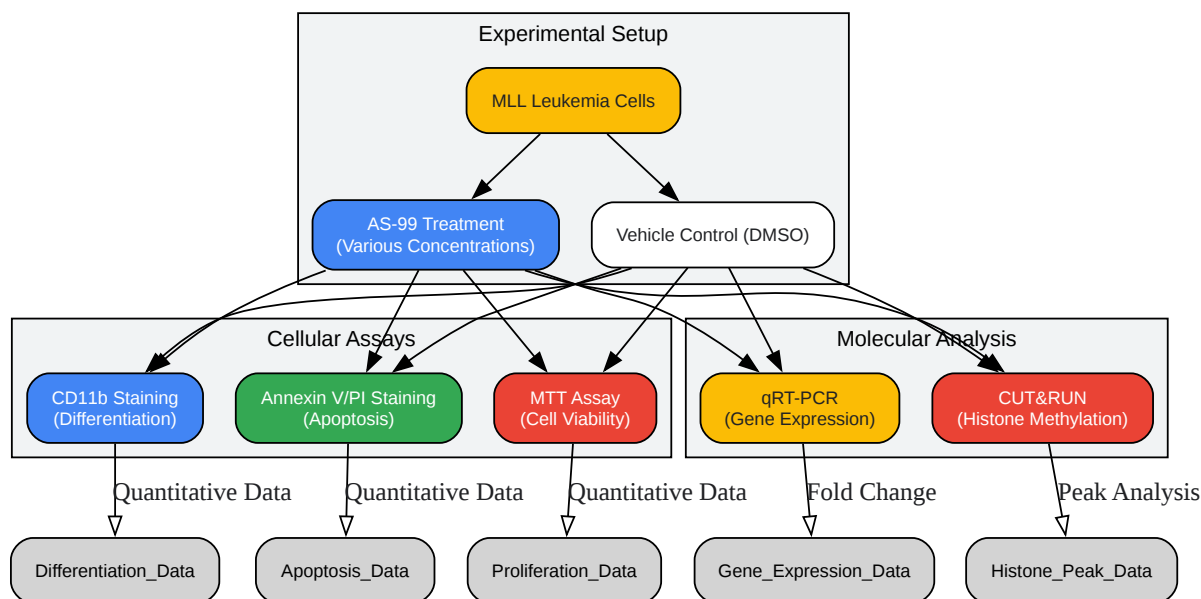 Experimental Setup
MLL Leukemia Cells
AS-99 Treatment
(Various Concentrations)
Vehicle Control (DMSO)
Cellular Assays
Molecular Analysis
CD11b Staining
(Differentiation)
Annexin V/PI Staining
(Apoptosis)
MTT Assay
(Cell Viability)
qRT-PCR
(Gene Expression)
CUT&RUN
(Histone Methylation)
Quantitative Data
Quantitative Data
Quantitative Data
Fold Change
Peak Analysis
Differentiation_Data
Apoptosis_Data
Proliferation_Data
Gene_Expression_Data
Histone_Peak_Data